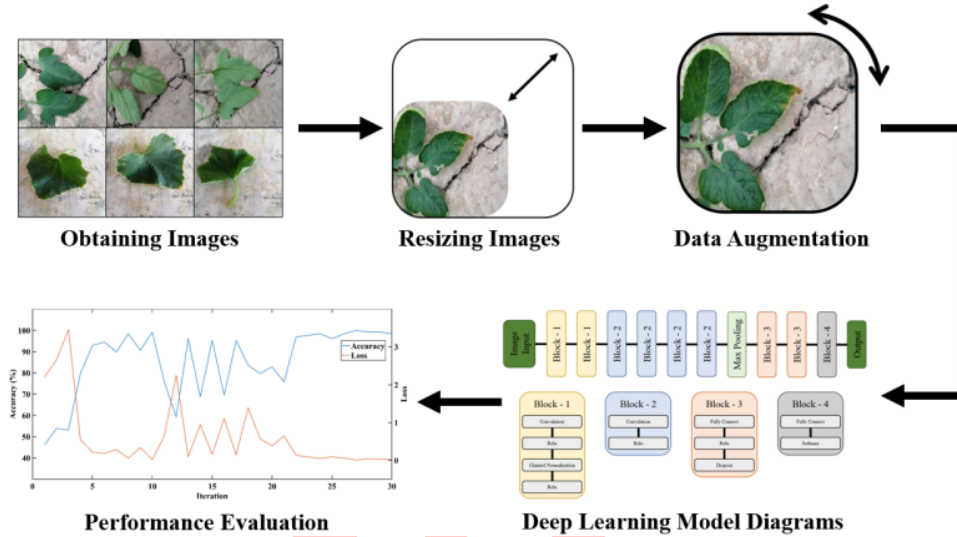 Obtaining Images
Resizing Images
Data Augmentation
Accuracy (%)
100
90
80
70
60
50
40
0
5
10
15
20
25
30
Iteration
3
2
1
0
Loss
Accuracy
Loss
Performance Evaluation
Image Input
Block - 1
Block - 1
Block - 2
Block - 2
Block - 2
Block - 2
Max Pooling
Block - 3
Block - 3
Block - 4
Output
Block - 1
Convolution
Relu
Channel Normalization
Relu
Block - 2
Convolution
Relu
Block - 3
Fully Connect
Relu
Dropout
Block - 4
Fully Connect
Softmax
Deep Learning Model Diagrams